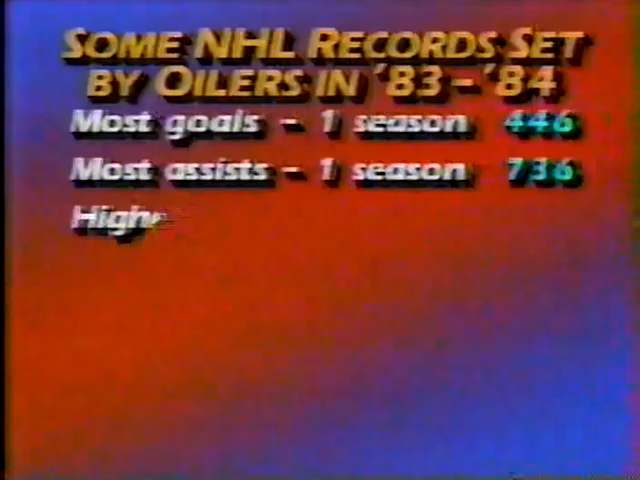 SOME NHL RECORDS SET
BY OILERS IN '83-'84
Most goals - 1 season 446
Most assists - 1 season 736
High